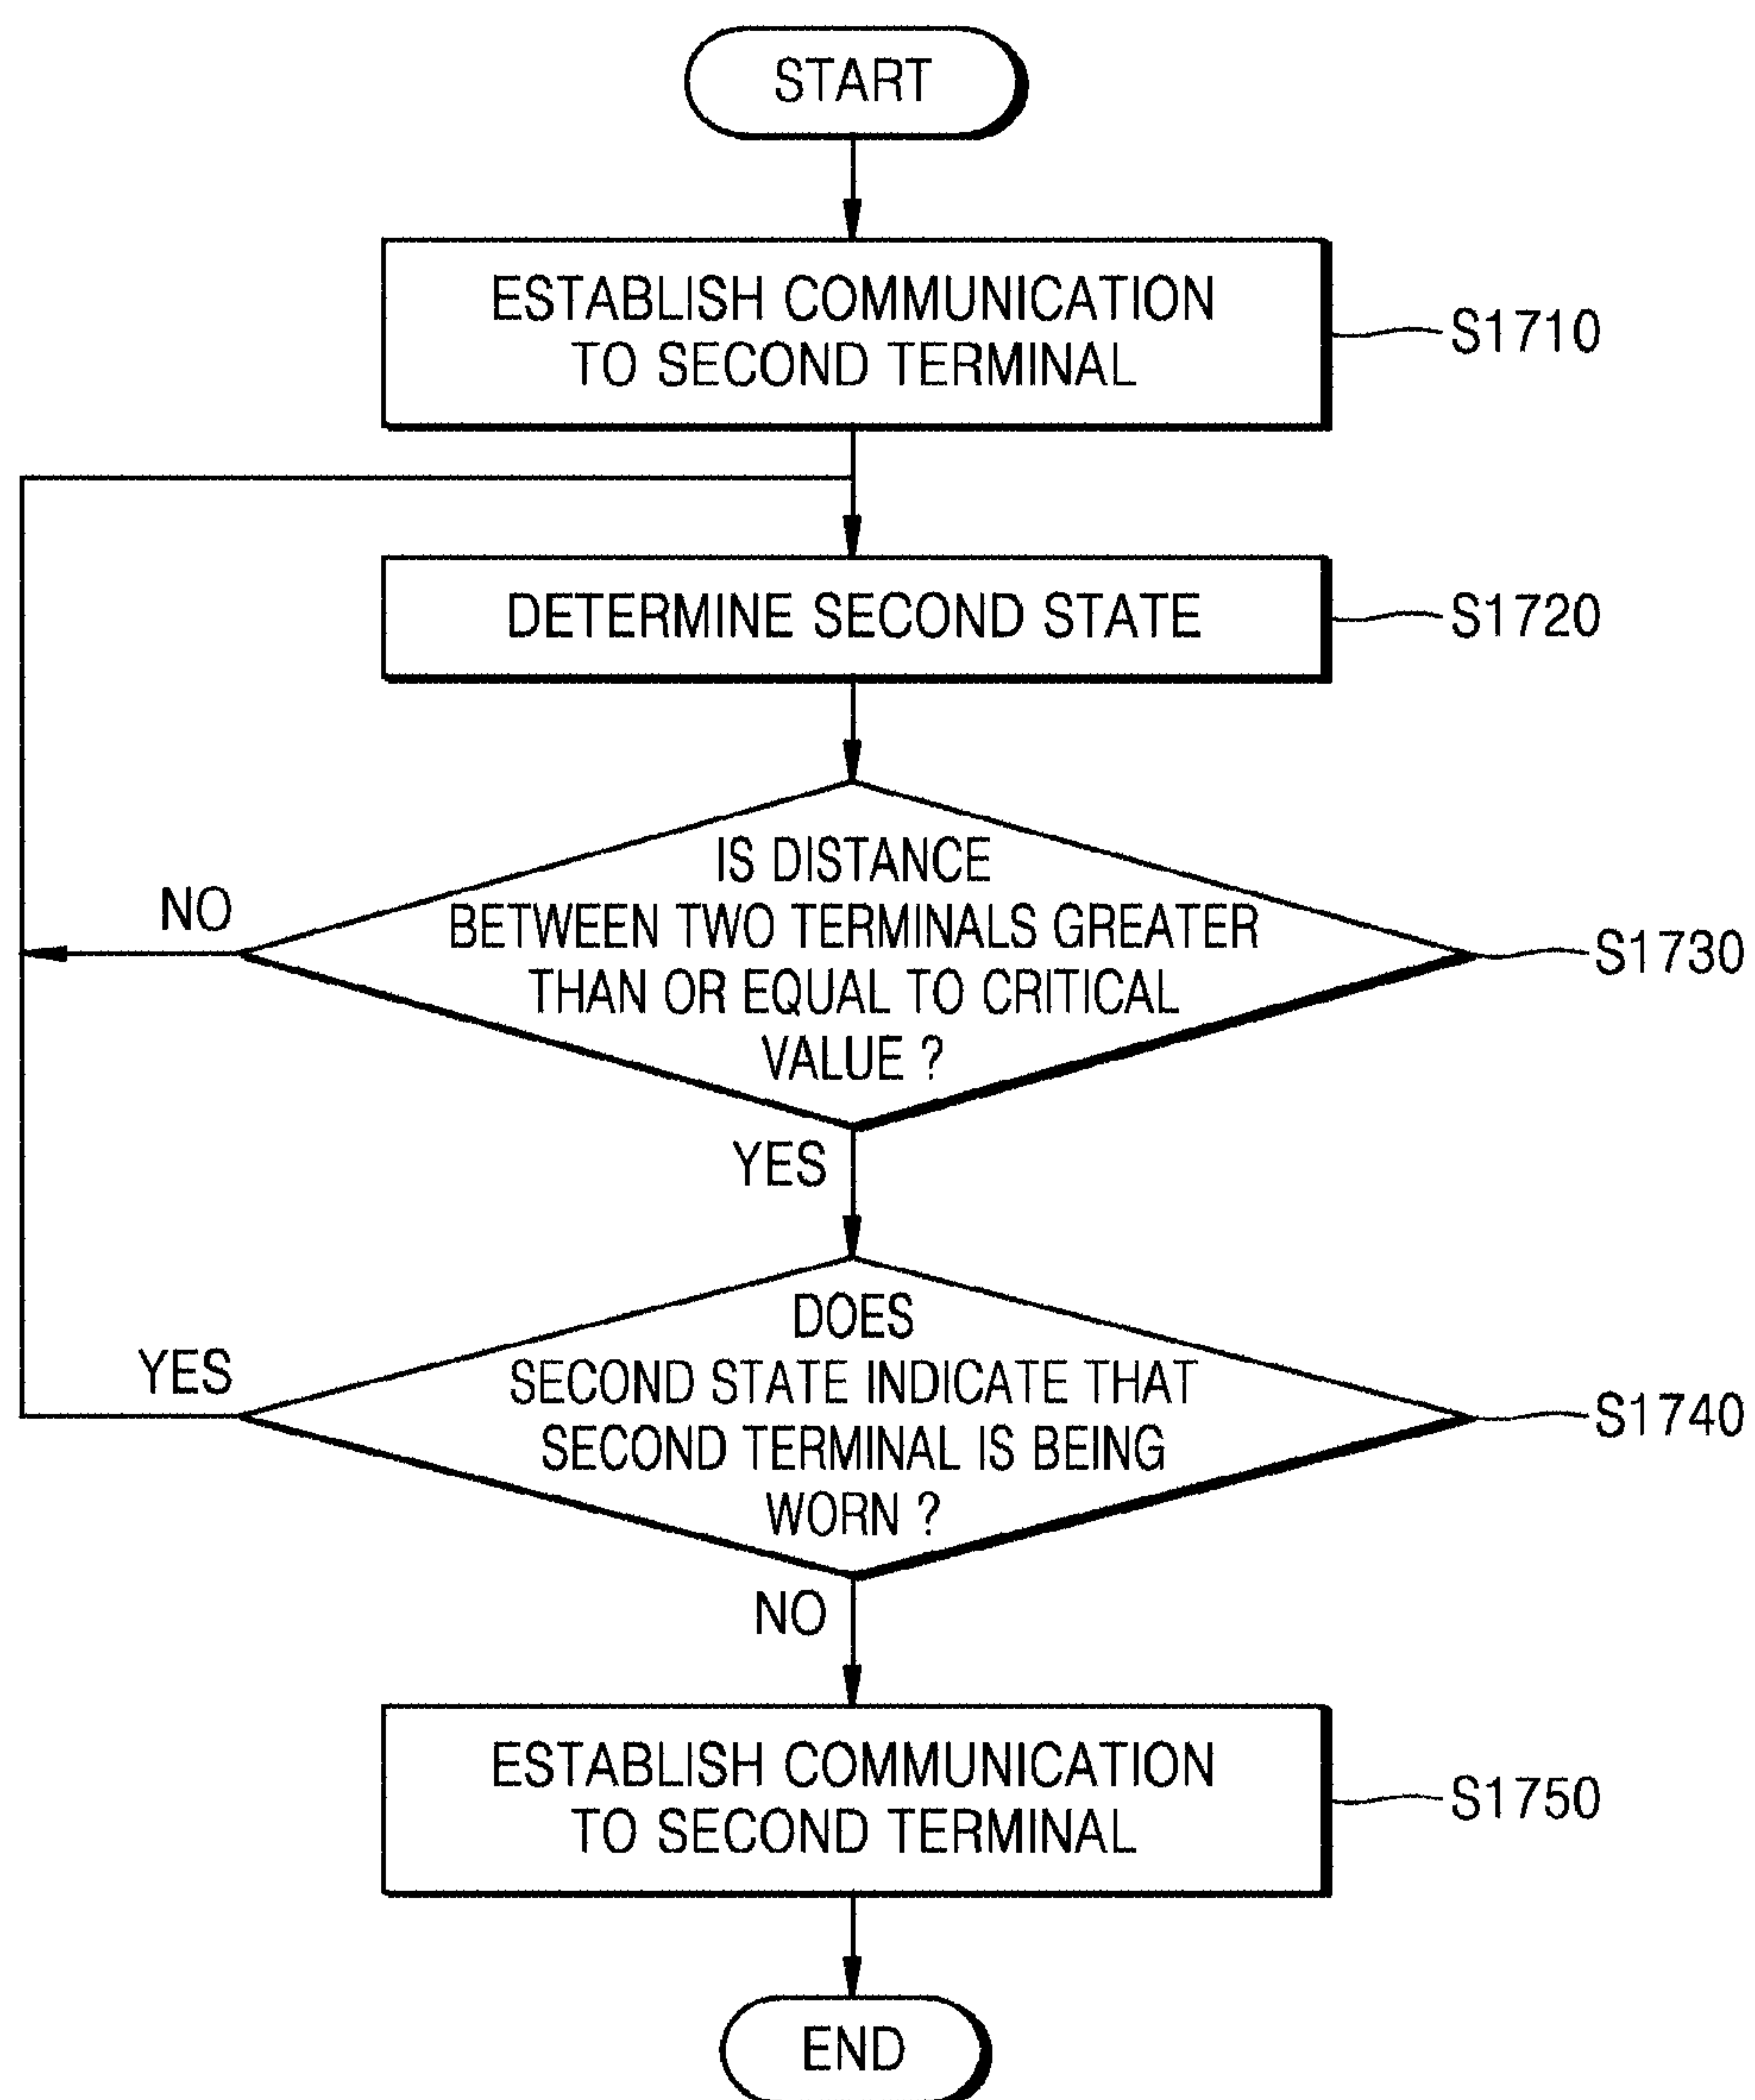 START
ESTABLISH COMMUNICATION
TO SECOND TERMINAL
S1710
DETERMINE SECOND STATE
S1720
IS DISTANCE
BETWEEN TWO TERMINALS GREATER
THAN OR EQUAL TO CRITICAL
VALUE ?
NO
S1730
YES
DOES
SECOND STATE INDICATE THAT
SECOND TERMINAL IS BEING
WORN ?
YES
S1740
NO
ESTABLISH COMMUNICATION
TO SECOND TERMINAL
S1750
END